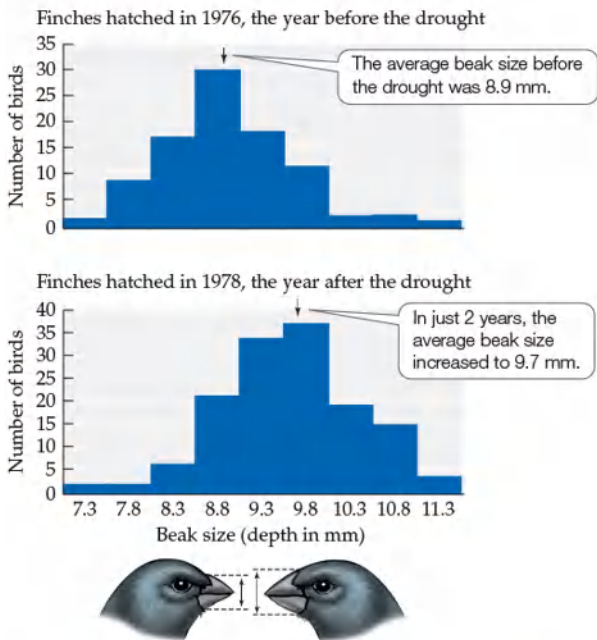 Finches hatched in 1976, the year before the drought
35
30
25
20
15
10
5
0
Number of birds
The average beak size before
the drought was 8.9 mm.
Finches hatched in 1978, the year after the drought
40
35
30
25
20
15
10
5
0
Number of birds
In just 2 years, the
average beak size
increased to 9.7 mm.
7.3 7.8 8.3 8.8 9.3 9.8 10.3 10.8 11.3
Beak size (depth in mm)